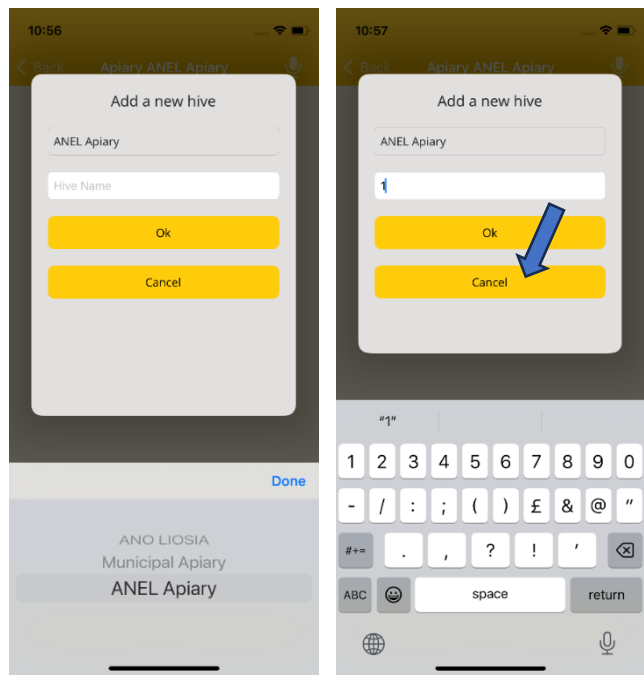 10:56
Back Apiary ANEL Apiary
Add a new hive
ANEL Apiary
Hive Name
Ok
Cancel
Done
ANO LIOSIA
Municipal Apiary
ANEL Apiary
10:57
Back Apiary ANEL Apiary
Add a new hive
ANEL Apiary
1
Ok
Cancel
"1"
1 2 3 4 5 6 7 8 9 0
- / : ; ( ) £ & @ "
#+= . , ? ! '
ABC space return